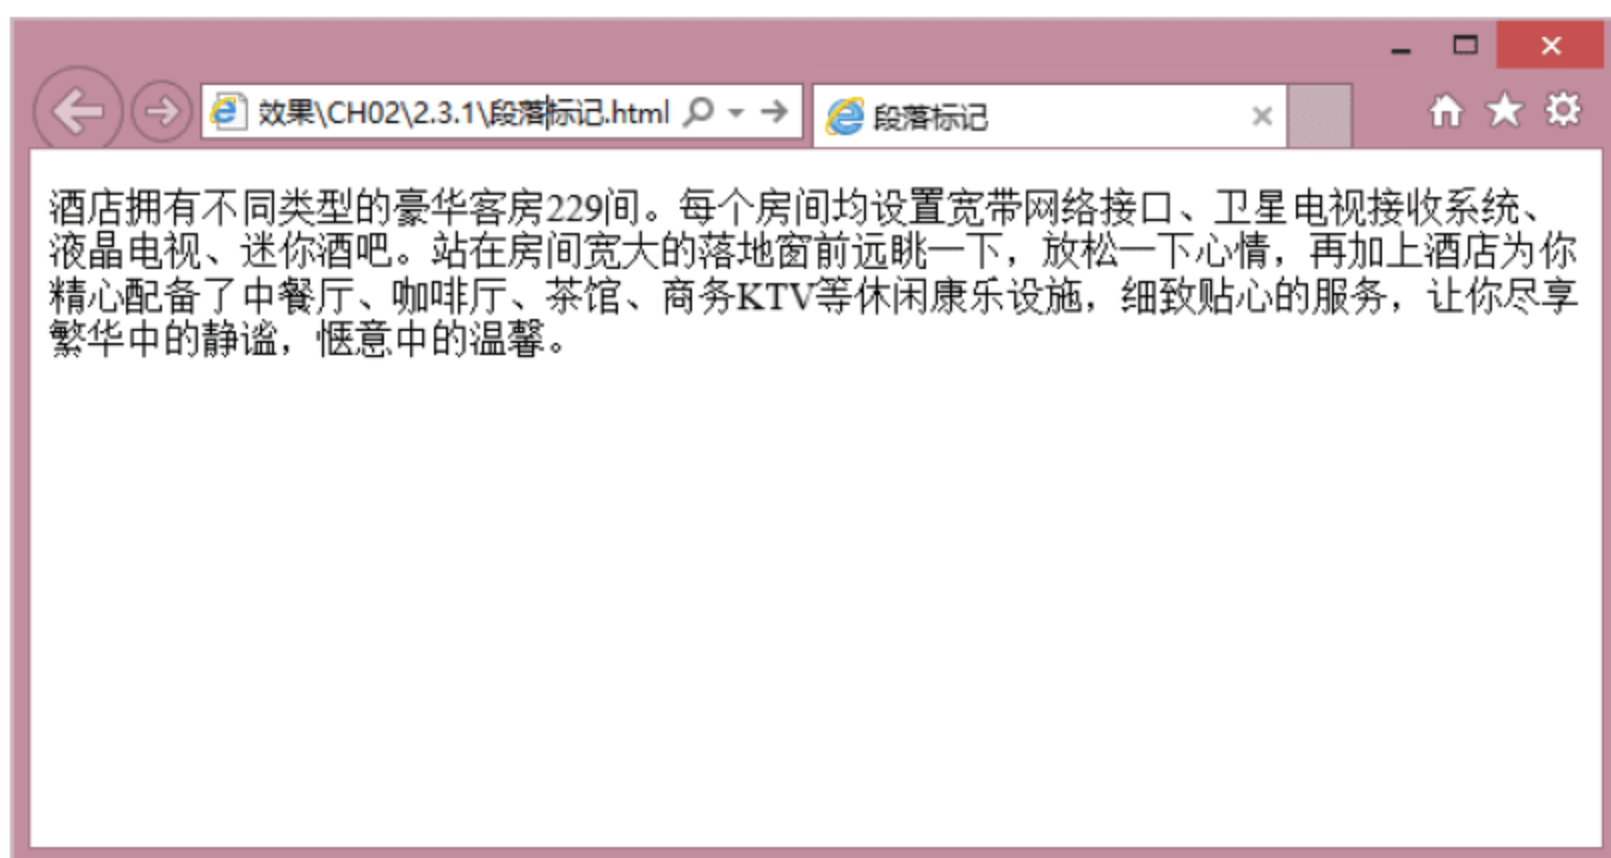 效果\CH02\2.3.1\段落标记.html
段落标记
酒店拥有不同类型的豪华客房229间。每个房间均设置宽带网络接口、卫星电视接收系统、
液晶电视、迷你酒吧。站在房间宽大的落地窗前远眺一下，放松一下心情，再加上酒店为你
精心配备了中餐厅、咖啡厅、茶馆、商务KTV等休闲康乐设施，细致贴心的服务，让你尽享
繁华中的静谧，惬意中的温馨。